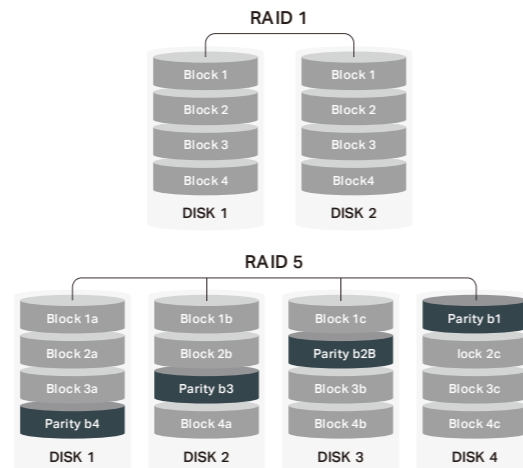 RAID 1
Block 1 Block 1
Block 2 Block 2
Block 3 Block 3
Block 4 Block4
DISK 1 DISK 2
RAID 5
Block 1a Block 1b Block 1c Parity b1
Block 2a Block 2b Parity b2B lock 2c
Block 3a Parity b3 Block 3b Block 3c
Parity b4 Block 4a Block 4b Block 4c
DISK 1 DISK 2 DISK 3 DISK 4